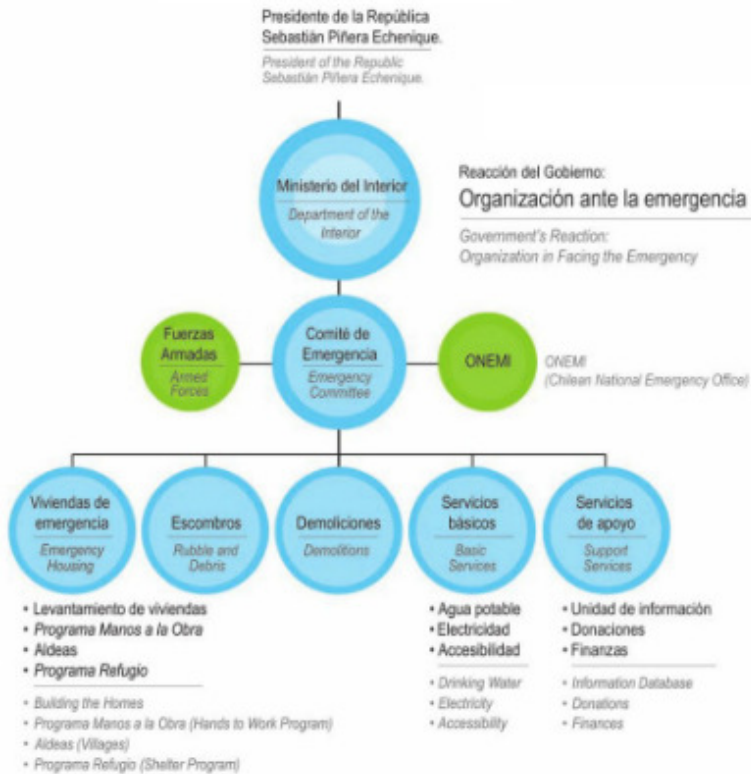 Presidente de la República
Sebastián Piñera Echenique.
President of the Republic
Sebastián Piñera Echenique.
Ministerio del Interior
Department of the
Interior
Reacción del Gobierno:
Organización ante la emergencia
Government's Reaction:
Organization in Facing the Emergency
Fuerzas
Armadas
Armed
Forces
Comité de
Emergencia
Emergency
Committee
ONEMI
ONEMI
(Chilean National Emergency Office)
Viviendas de
emergencia
Emergency
Housing
Escombros
Rubble and
Debris
Demoliciones
Demolitions
Servicios
básicos
Basic
Services
Servicios
de apoyo
Support
Services
• Levantamiento de viviendas
• Programa Manos a la Obra
• Aldeas
• Programa Refugio
• Building the Homes
• Programa Manos a la Obra (Hands to Work Program)
• Aldeas (Villages)
• Programa Refugio (Shelter Program)
• Agua potable
• Electricidad
• Accesibilidad
• Drinking Water
• Electricity
• Accessibility
• Unidad de información
• Donaciones
• Finanzas
• Information Database
• Donations
• Finances